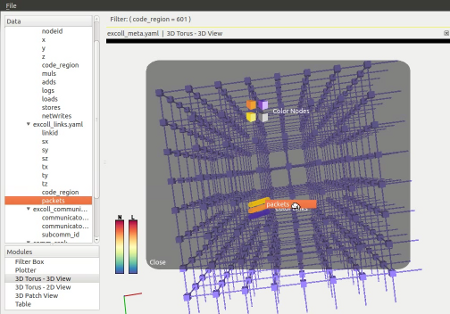 File
Data
Filter: ( code_region = 601 )
excoll_meta.yaml | 3D Torus - 3D View
nodeid
x
y
z
code_region
muls
adds
logs
loads
stores
netWrites
excoll_links.yaml
linkid
sx
sy
sz
tx
ty
tz
code_region
packets
excoll_communi...
communicato...
communicato...
subcomm_id
Color Nodes
packets
N L
Close
Modules
Filter Box
Plotter
3D Torus - 3D View
3D Torus - 2D View
3D Patch View
Table